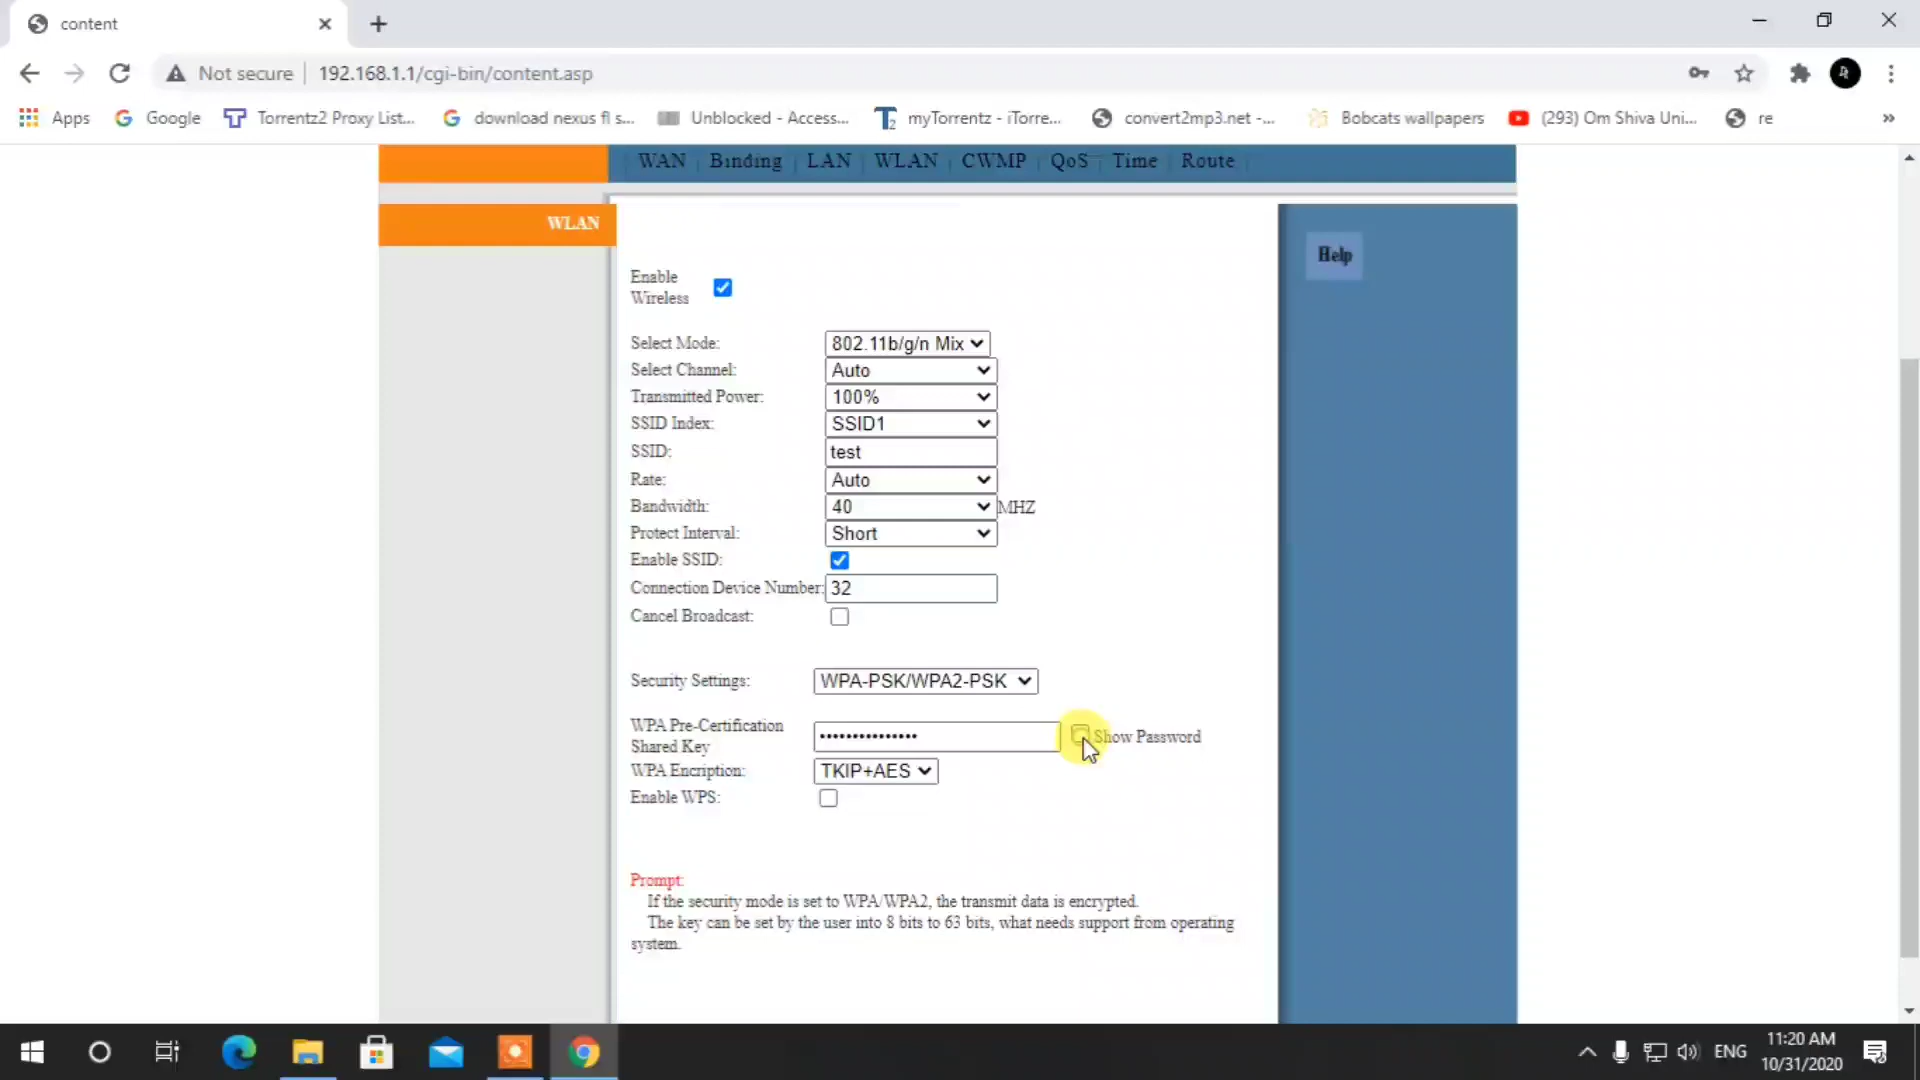 content
Not secure 192.168.1.1/cgi-bin/content.asp
Apps Google Torrentz2 Proxy List... download nexus fl s... Unblocked - Access... myTorrentz - iTorre... convert2mp3.net -... Bobcats wallpapers (293) Om Shiva Uni... re »
WAN Binding LAN WLAN CWMP QoS Time Route
WLAN
Help
Enable
Wireless
Select Mode: 802.11b/g/n Mix
Select Channel: Auto
Transmitted Power: 100%
SSID Index: SSID1
SSID: test
Rate: Auto
Bandwidth: 40 MHZ
Protect Interval: Short
Enable SSID:
Connection Device Number: 32
Cancel Broadcast:
Security Settings: WPA-PSK/WPA2-PSK
WPA Pre-Certification
Shared Key ••••••••••••••• Show Password
WPA Encription: TKIP+AES
Enable WPS:
Prompt:
If the security mode is set to WPA/WPA2, the transmit data is encrypted.
The key can be set by the user into 8 bits to 63 bits, what needs support from operating
system.
ENG
11:20 AM
10/31/2020